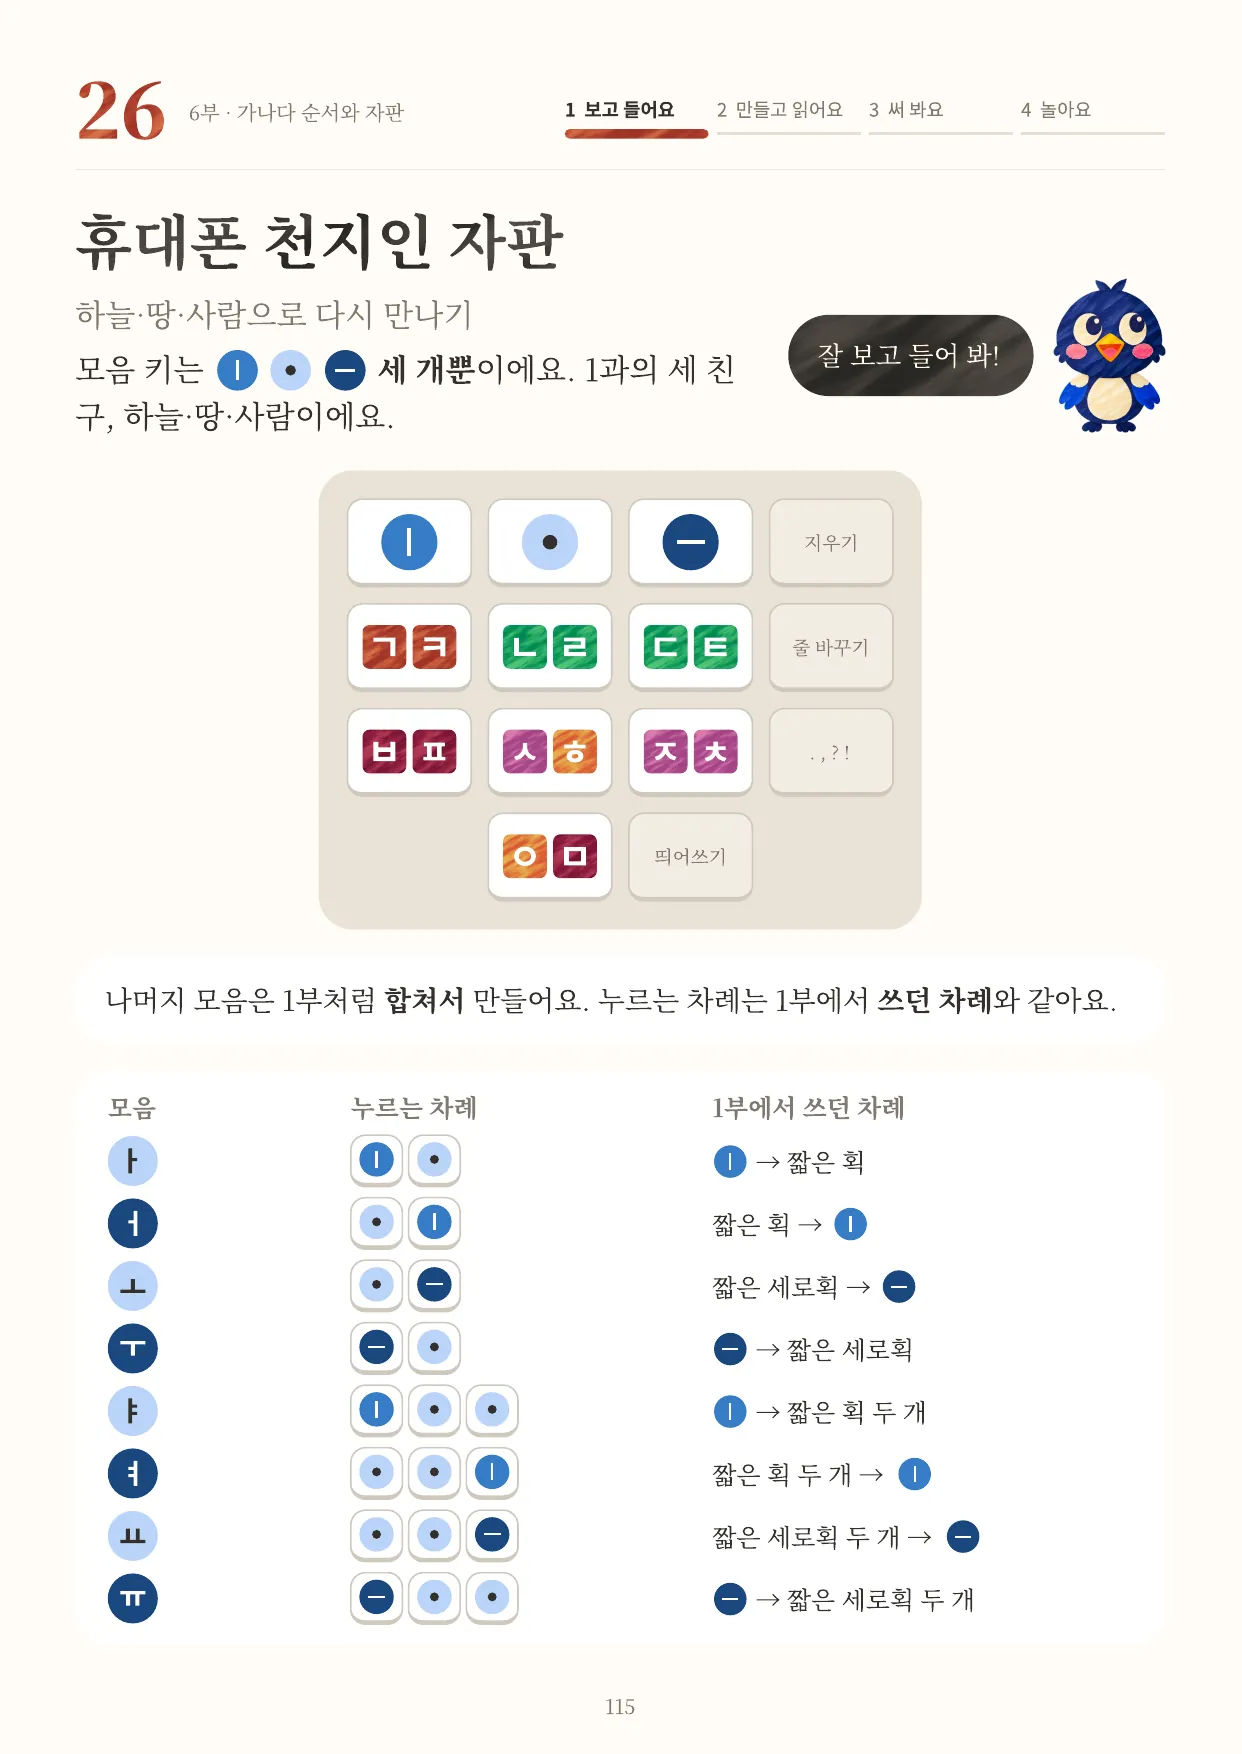 26
6부 · 가나다 순서와 자판
1 보고 들어요 2 만들고 읽어요 3 써 봐요 4 놀아요
휴대폰 천지인 자판
하늘·땅·사람으로 다시 만나기
모음 키는 ㅣ • ㅡ 세 개뿐이에요. 1과의 세 친
구, 하늘·땅·사람이에요.
잘 보고 들어 봐!
ㅣ • ㅡ 지우기
ㄱ ㅋ ㄴ ㄹ ㄷ ㅌ 줄 바꾸기
ㅂ ㅍ ㅅ ㅎ ㅈ ㅊ . , ? !
ㅇ ㅁ 띄어쓰기
나머지 모음은 1부처럼 합쳐서 만들어요. 누르는 차례는 1부에서 쓰던 차례와 같아요.
모음 누르는 차례 1부에서 쓰던 차례
ㅏ ㅣ • ㅣ → 짧은 획
ㅓ • ㅣ 짧은 획 → ㅣ
ㅗ • ㅡ 짧은 세로획 → ㅡ
ㅜ ㅡ • ㅡ → 짧은 세로획
ㅑ ㅣ • • ㅣ → 짧은 획 두 개
ㅕ • • ㅣ 짧은 획 두 개 → ㅣ
ㅛ • • ㅡ 짧은 세로획 두 개 → ㅡ
ㅠ ㅡ • • ㅡ → 짧은 세로획 두 개
115